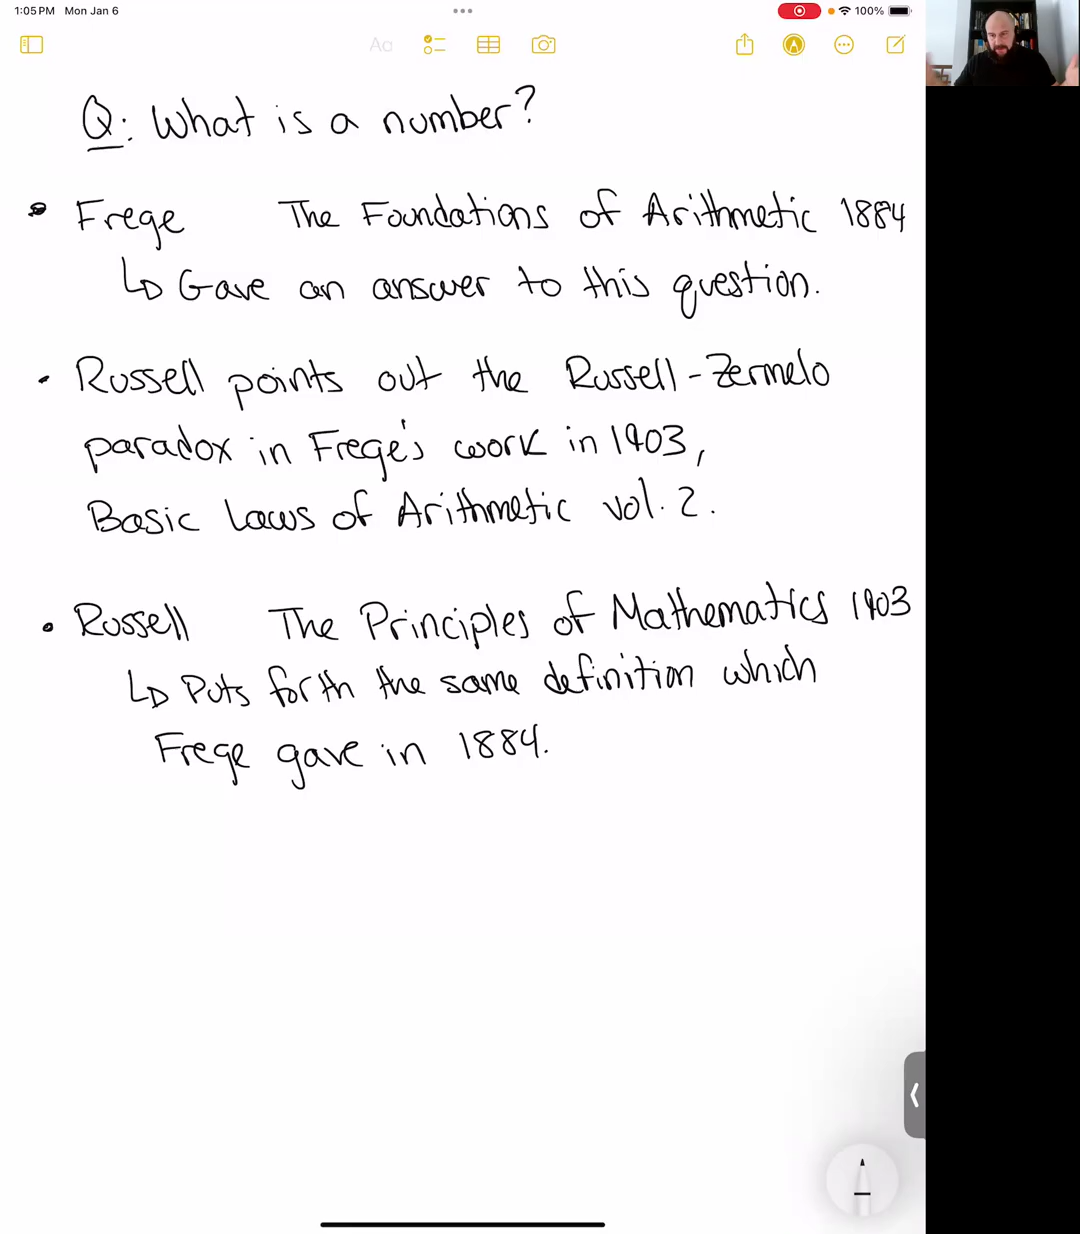 1:05 PM Mon Jan 6
100%
Aa
Q: What is a number?
• Frege The Foundations of Arithmetic 1884
↳ Gave an answer to this question.
• Russell points out the Russell-Zermelo
paradox in Frege's work in 1903,
Basic Laws of Arithmetic vol. 2.
• Russell The Principles of Mathematics 1903
↳ Puts forth the same definition which
Frege gave in 1884.